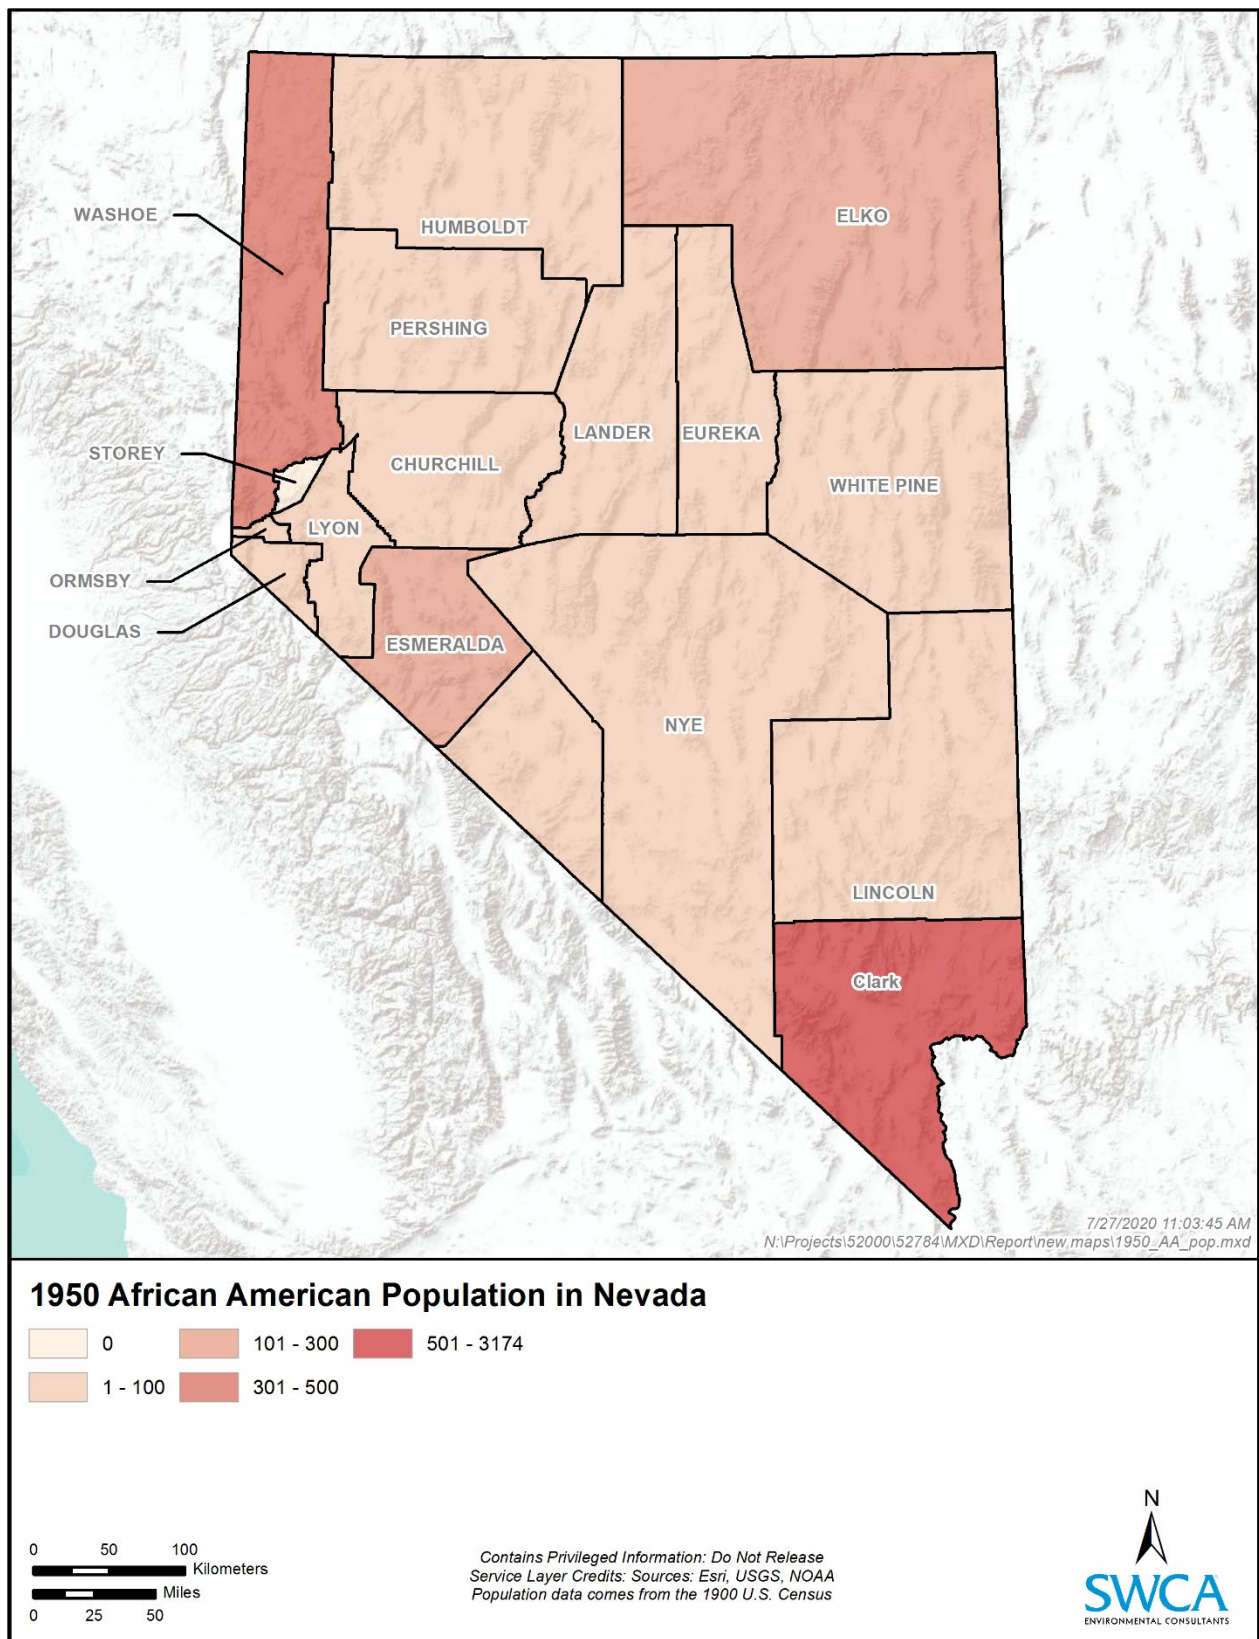 WASHOE
HUMBOLDT
ELKO
PERSHING
STOREY
CHURCHILL
LANDER
EUREKA
WHITE PINE
LYON
ORMSBY
DOUGLAS
ESMERALDA
NYE
LINCOLN
Clark
7/27/2020 11:03:45 AM
N:\Projects\52000\52784\MXD\Report\new maps\1950_AA_pop.mxd
1950 African American Population in Nevada
0 101 - 300 501 - 3174
1 - 100 301 - 500
0 50 100
Kilometers
Miles
0 25 50
Contains Privileged Information: Do Not Release
Service Layer Credits: Sources: Esri, USGS, NOAA
Population data comes from the 1900 U.S. Census
N
SWCA
ENVIRONMENTAL CONSULTANTS